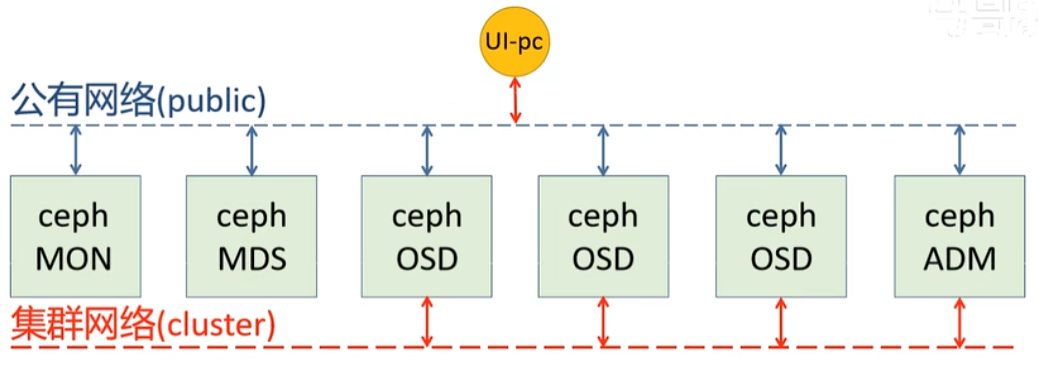 UI-pc
公有网络(public)
ceph
MON
ceph
MDS
ceph
OSD
ceph
OSD
ceph
OSD
ceph
ADM
集群网络(cluster)